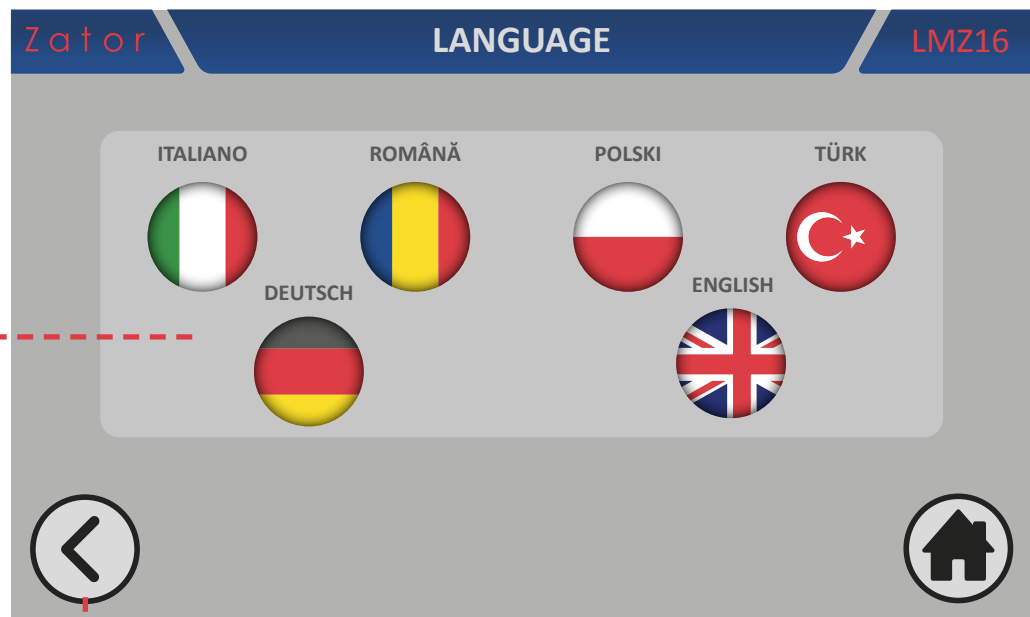 Zator
LANGUAGE
LMZ16
ITALIANO
ROMÂNĂ
POLSKI
TÜRK
DEUTSCH
ENGLISH